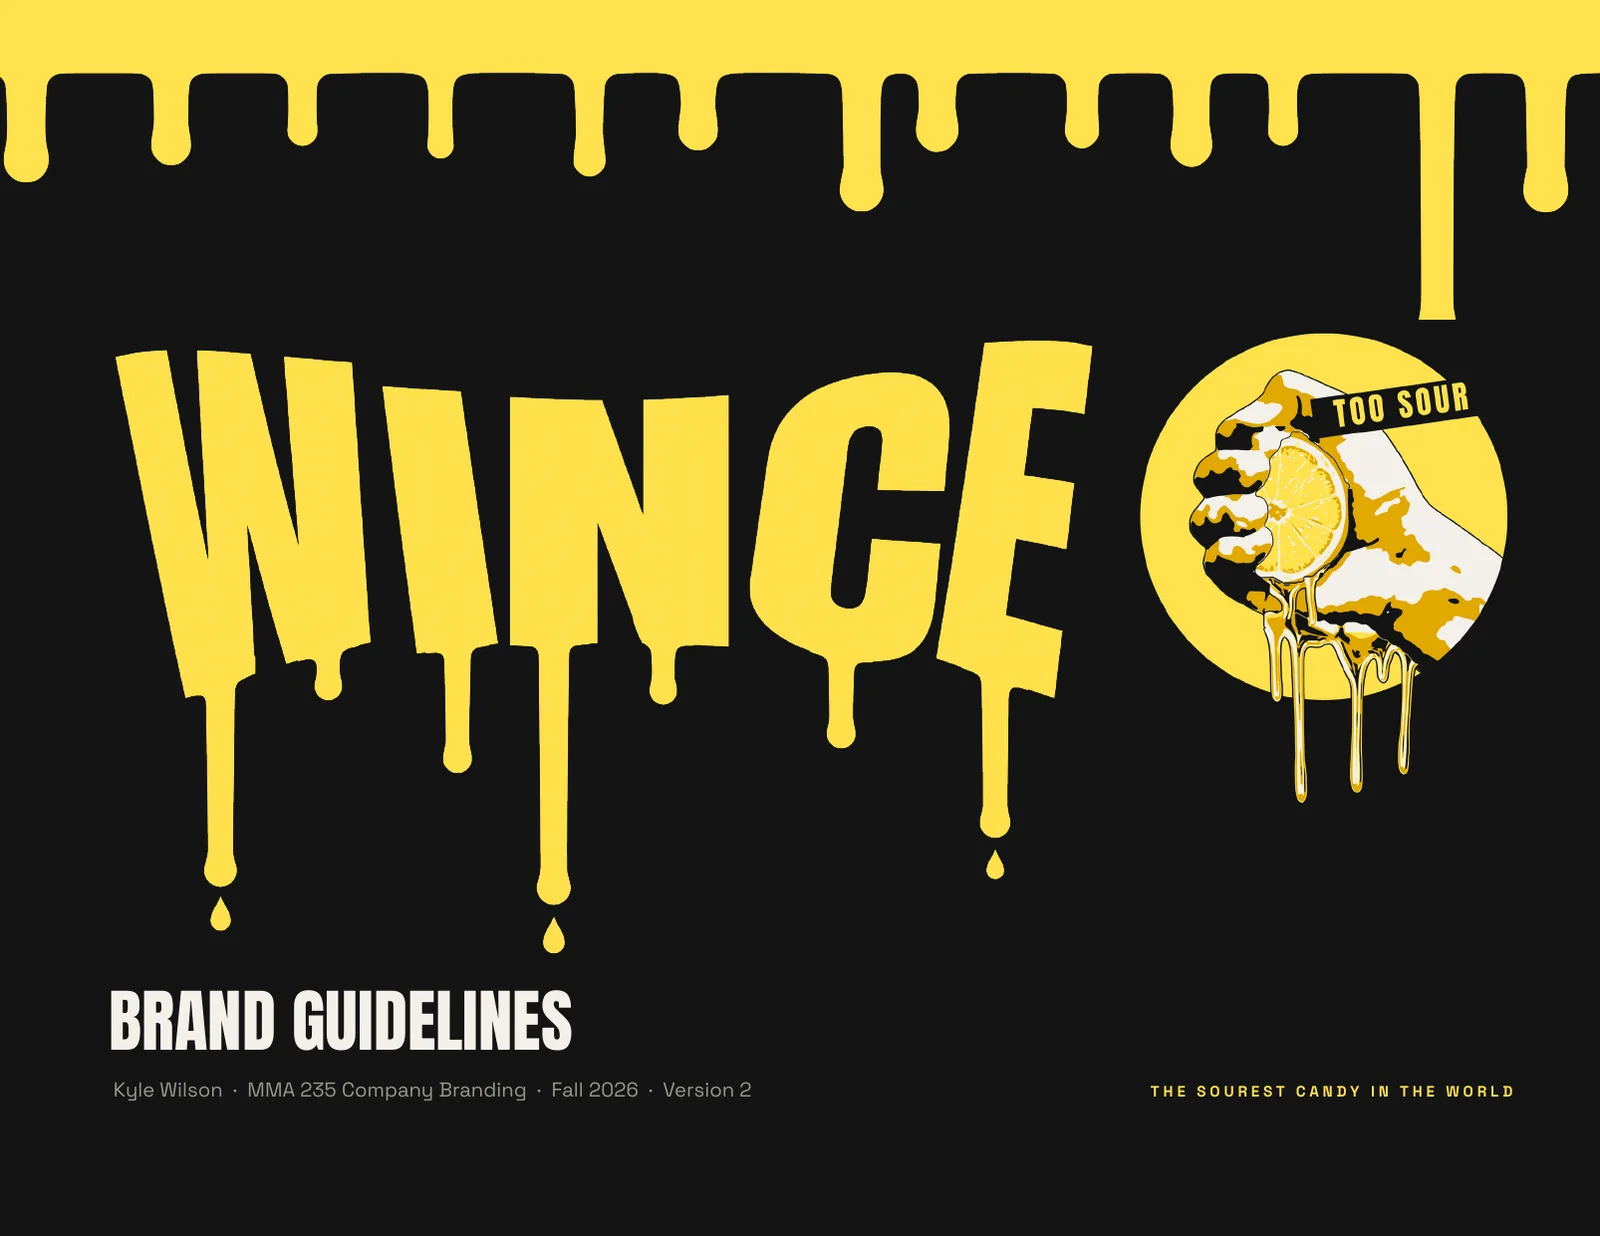 WINCE
TOO SOUR
BRAND GUIDELINES
Kyle Wilson · MMA 235 Company Branding · Fall 2026 · Version 2
THE SOUREST CANDY IN THE WORLD